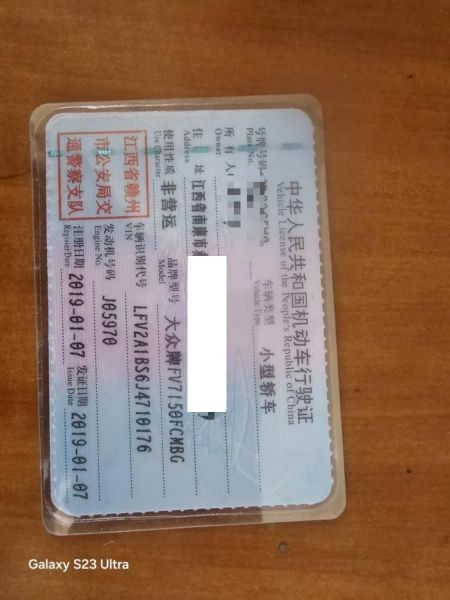 中华人民共和国机动车行驶证
Vehicle License of the People's Republic of China
号牌号码
Plate No.
车辆类型 小型轿车
Vehicle Type
所有人
Owner
住址 江西省南康市
Address
使用性质 非营运
Use Character
品牌型号 大众牌FV7150FCMBG
Model
江西省赣州
市公安局交
通警察支队
车辆识别代号 LFV2A1BS6J4710176
VIN
发动机号码 J05970
Engine No.
注册日期 2019-01-07 发证日期 2019-01-07
Register Date Issue Date
Galaxy S23 Ultra